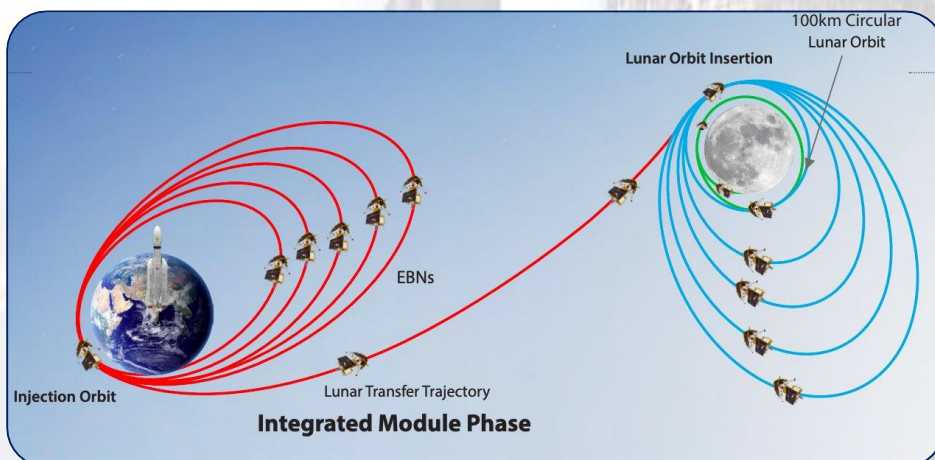 100km Circular
Lunar Orbit
Lunar Orbit Insertion
EBNs
Injection Orbit
Lunar Transfer Trajectory
Integrated Module Phase